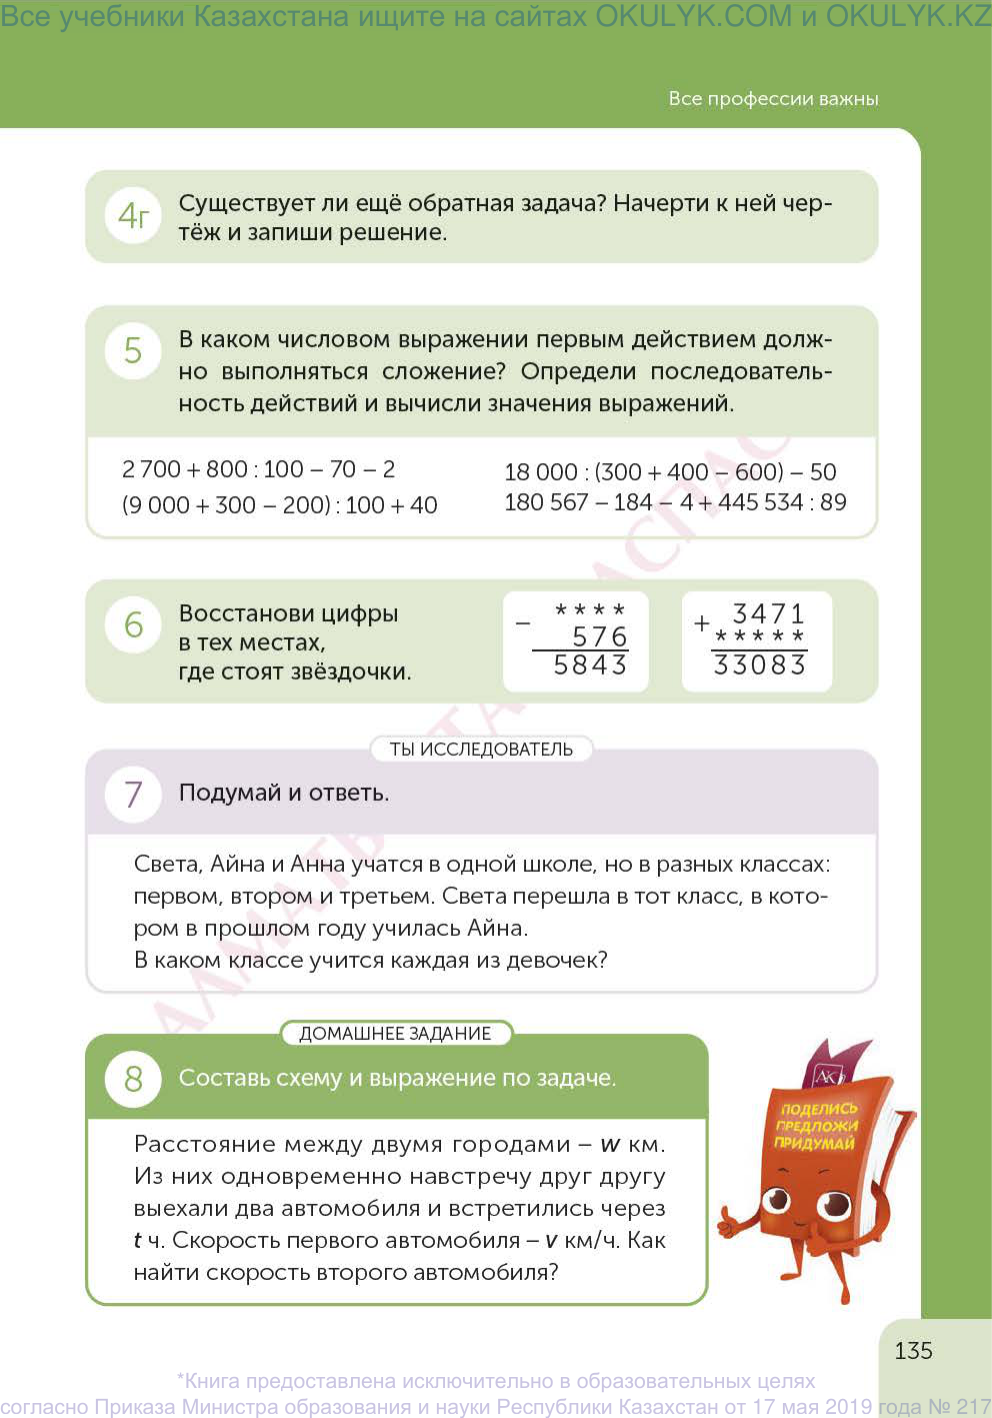 Все учебники Казахстана ищите на сайтах OKULYK.COM и OKULYK.KZ
Все профессии важны
4г
Существует ли ещё обратная задача? Начерти к ней чер-
тёж и запиши решение.
5
В каком числовом выражении первым действием долж-
но выполняться сложение? Определи последователь-
ность действий и вычисли значения выражений.
2 700 + 800 : 100 – 70 – 2
(9 000 + 300 – 200) : 100 + 40
18 000 : (300 + 400 – 600) – 50
180 567 – 184 – 4 + 445 534 : 89
6
Восстанови цифры
в тех местах,
где стоят звёздочки.
– * * * *
576
5843
+ 3471
* * * * *
33083
ТЫ ИССЛЕДОВАТЕЛЬ
7
Подумай и ответь.
Света, Айна и Анна учатся в одной школе, но в разных классах:
первом, втором и третьем. Света перешла в тот класс, в кото-
ром в прошлом году училась Айна.
В каком классе учится каждая из девочек?
ДОМАШНЕЕ ЗАДАНИЕ
8
Составь схему и выражение по задаче.
Расстояние между двумя городами – w км.
Из них одновременно навстречу друг другу
выехали два автомобиля и встретились через
t ч. Скорость первого автомобиля – v км/ч. Как
найти скорость второго автомобиля?
АК
ПОДЕЛИСЬ
ПРЕДЛОЖИ
ПРИДУМАЙ
135
*Книга предоставлена исключительно в образовательных целях
согласно Приказа Министра образования и науки Республики Казахстан от 17 мая 2019 года № 217